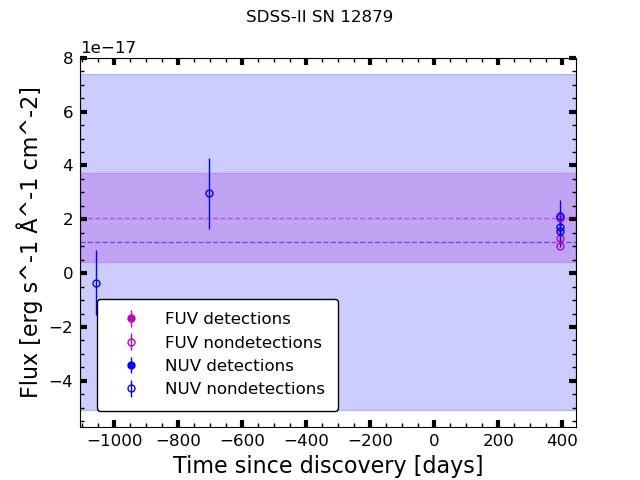 SDSS-II SN 12879
1e−17
8
6
4
2
0
−2
−4
Flux [erg s^-1 Å^-1 cm^-2]
FUV detections
FUV nondetections
NUV detections
NUV nondetections
−1000 −800 −600 −400 −200 0 200 400
Time since discovery [days]